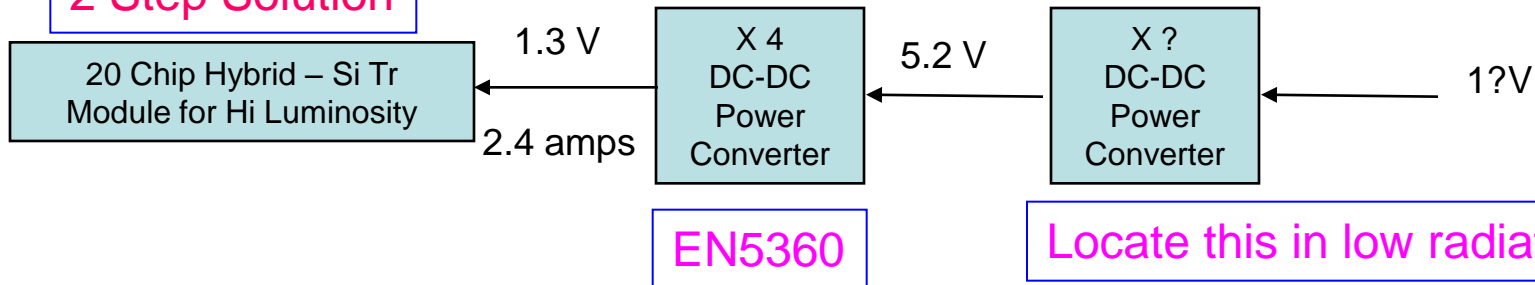 2 Step Solution
20 Chip Hybrid – Si Tr
Module for Hi Luminosity
1.3 V
2.4 amps
X 4
DC-DC
Power
Converter
EN5360
5.2 V
X ?
DC-DC
Power
Converter
1?V
Locate this in low